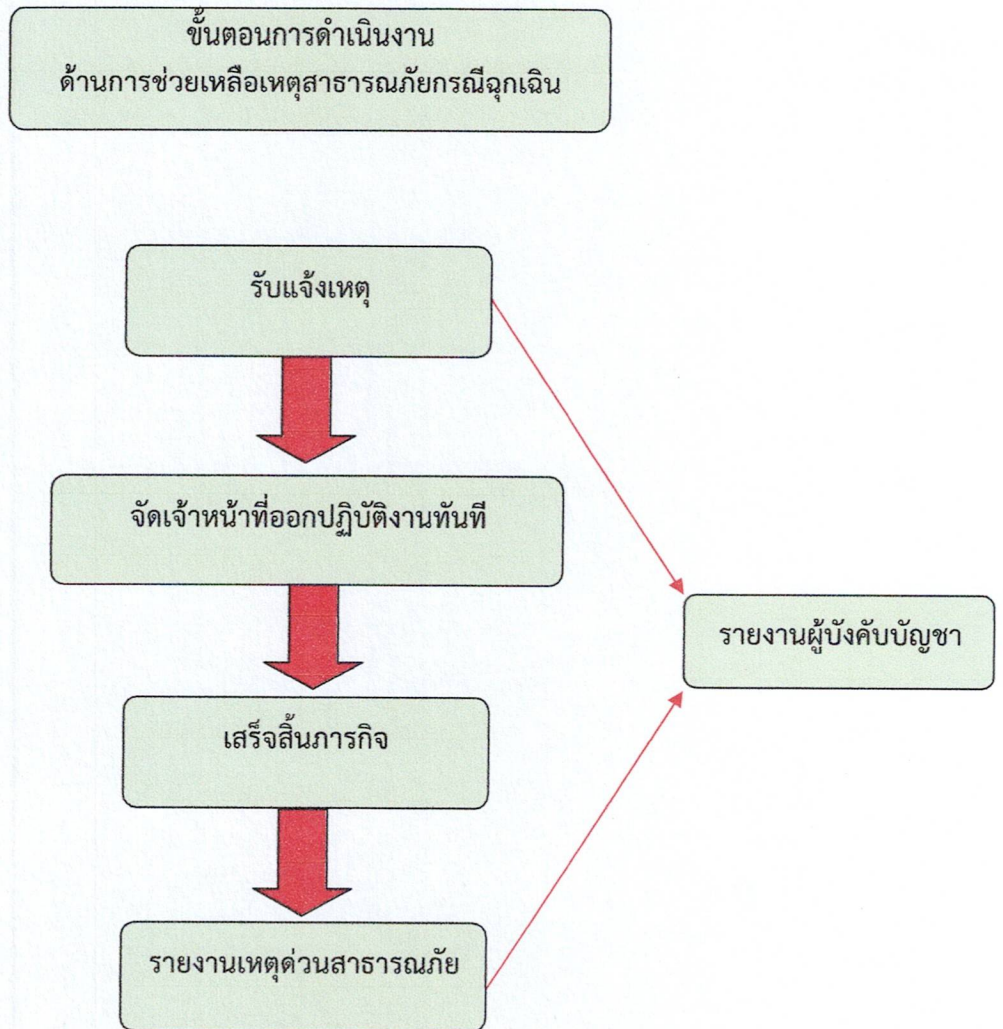 ขั้นตอนการดำเนินงาน
ด้านการช่วยเหลือเหตุสาธารณภัยกรณีฉุกเฉิน
รับแจ้งเหตุ
จัดเจ้าหน้าที่ออกปฏิบัติงานทันที
รายงานผู้บังคับบัญชา
เสร็จสิ้นภารกิจ
รายงานเหตุด่วนสาธารณภัย